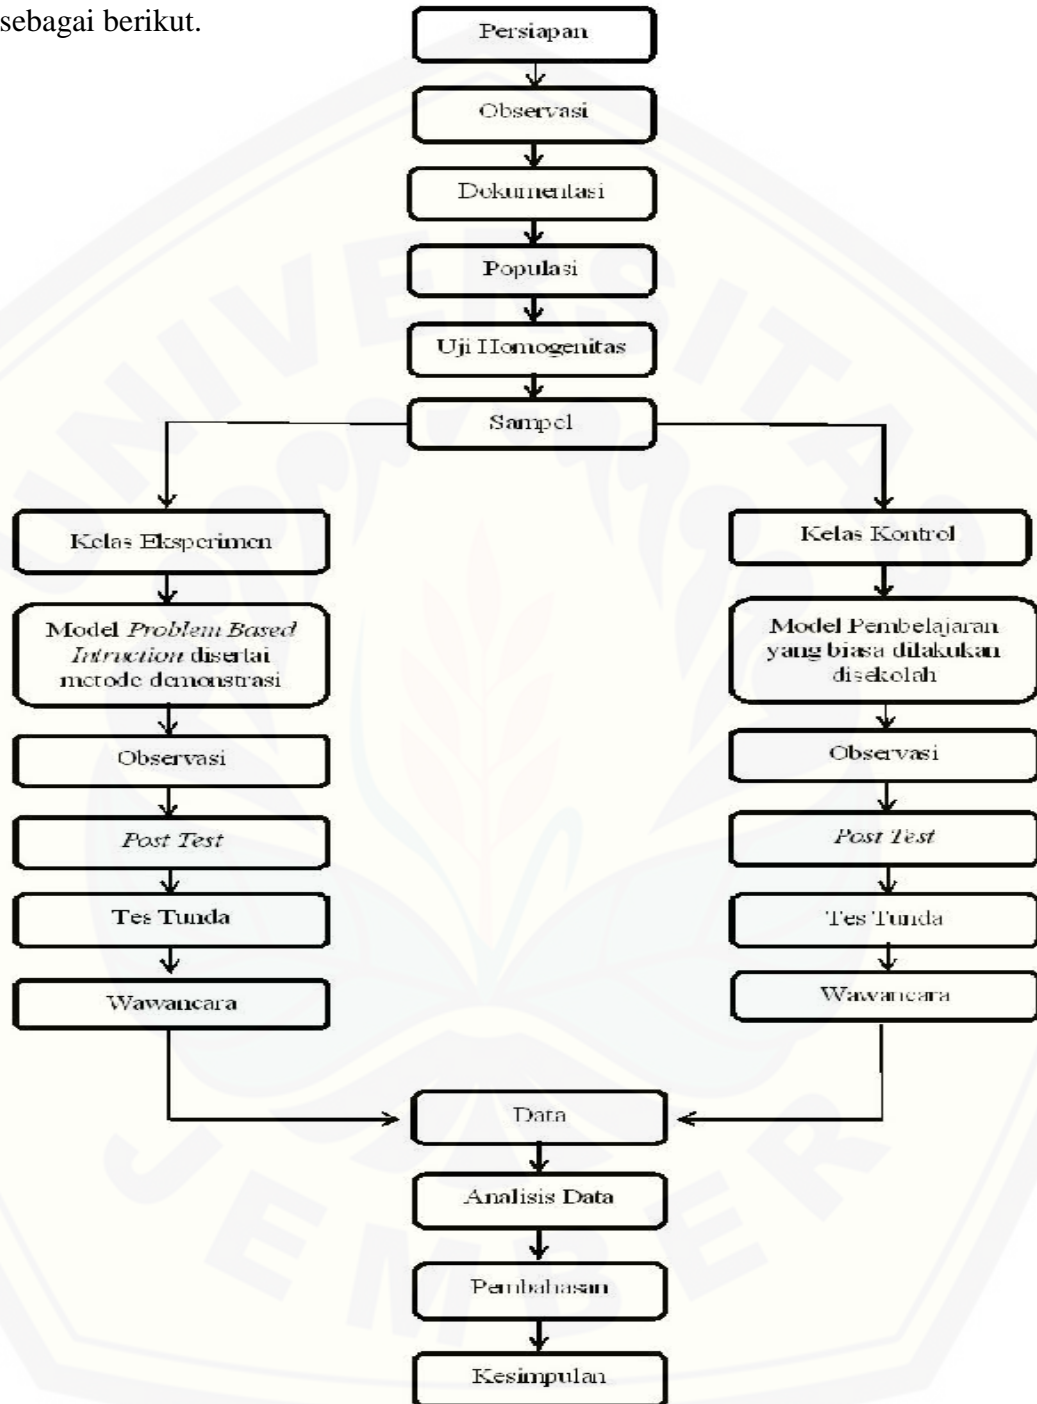 sebagai berikut.
Persiapan
Observasi
Dokumentasi
Populasi
Uji Homogenitas
Sampel
Kelas Eksperimen
Model Problem Based
Intruction disertai
metode demonstrasi
Observasi
Post Test
Tes Tunda
Wawancara
Kelas Kontrol
Model Pembelajaran
yang biasa dilakukan
disekolah
Observasi
Post Test
Tes Tunda
Wawancara
Data
Analisis Data
Pembahasan
Kesimpulan
UNIVERSITAS
JEMBER